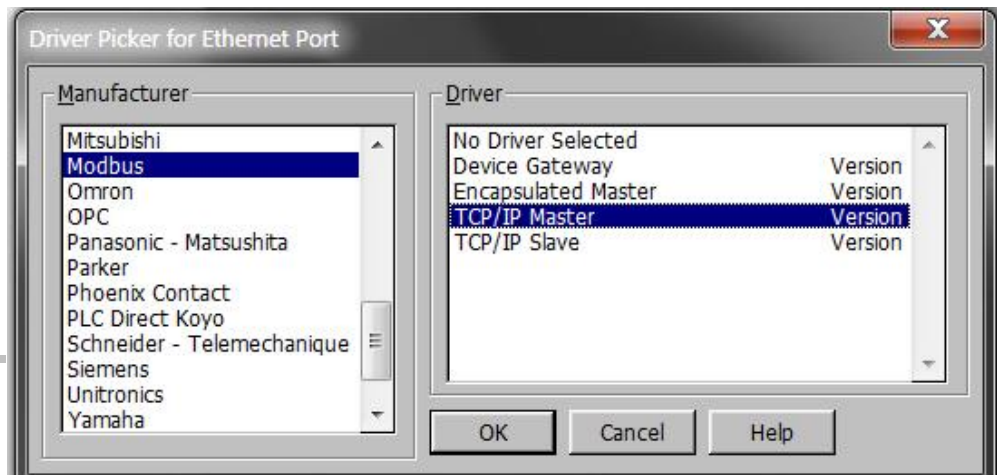 Driver Picker for Ethernet Port
Manufacturer
Mitsubishi
Modbus
Omron
OPC
Panasonic - Matsushita
Parker
Phoenix Contact
PLC Direct Koyo
Schneider - Telemechanique
Siemens
Unitronics
Yamaha
Driver
No Driver Selected
Device Gateway Version
Encapsulated Master Version
TCP/IP Master Version
TCP/IP Slave Version
OK Cancel Help